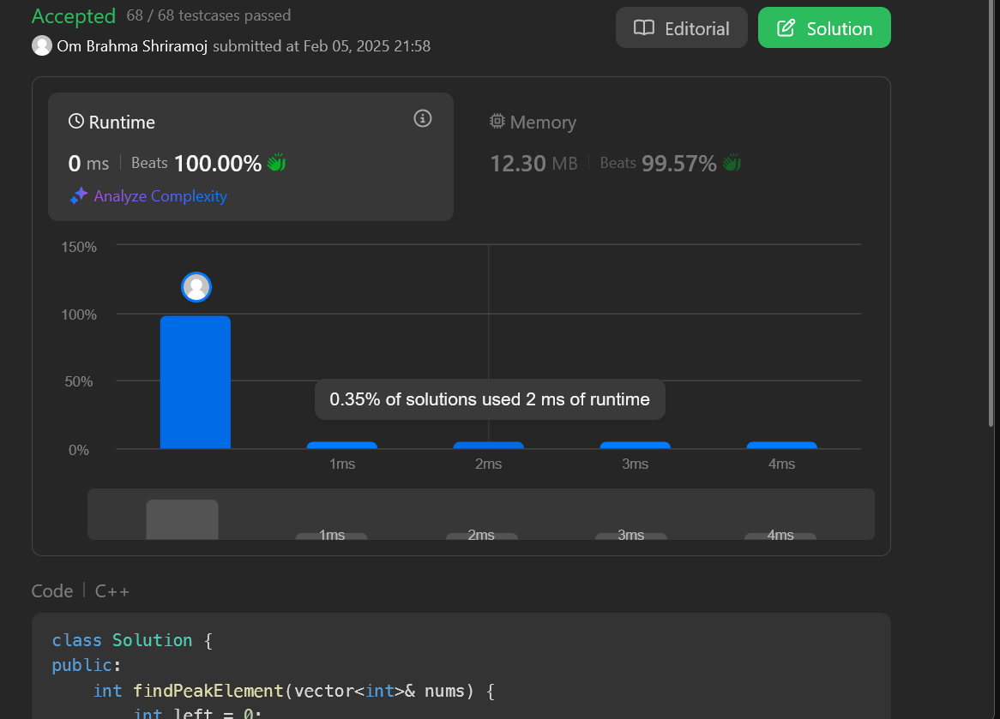 Accepted 68 / 68 testcases passed
Om Brahma Shriramoj submitted at Feb 05, 2025 21:58
Editorial
Solution
Runtime
0 ms Beats 100.00%
Analyze Complexity
Memory
12.30 MB Beats 99.57%
150%
100%
50%
0%
0.35% of solutions used 2 ms of runtime
1ms 2ms 3ms 4ms
1ms 2ms 3ms 4ms
Code C++
class Solution {
public:
    int findPeakElement(vector<int>& nums) {
        int left = 0;